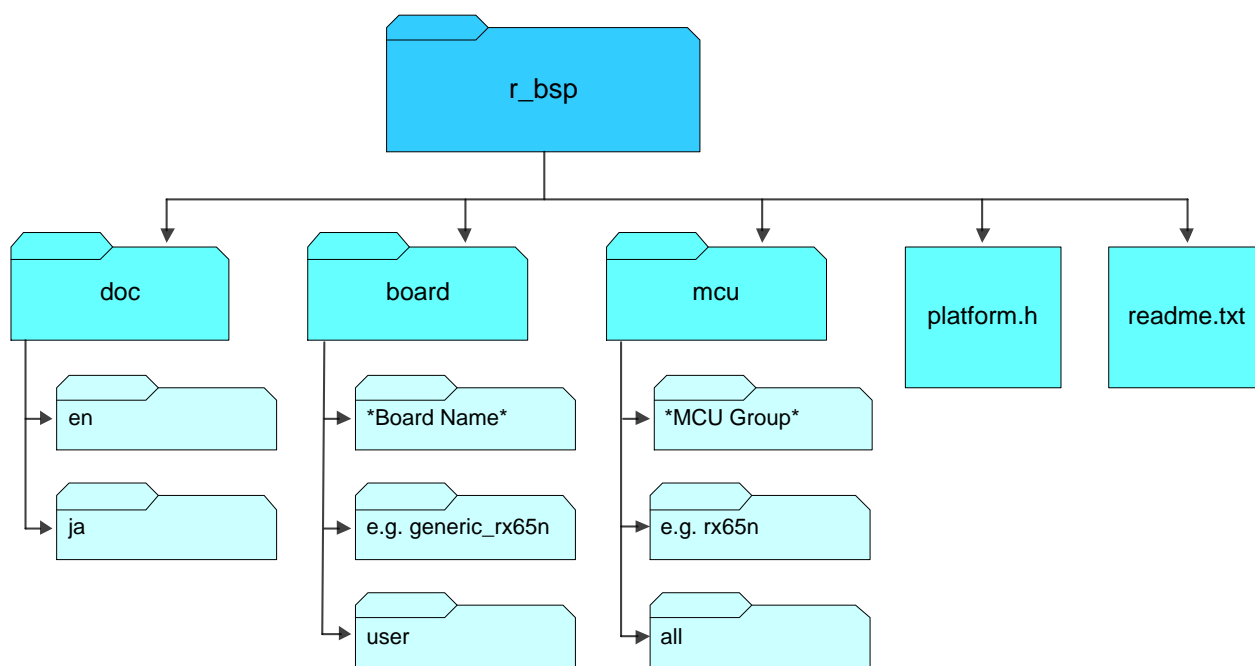 r_bsp
doc
board
mcu
platform.h
readme.txt
en
*Board Name*
*MCU Group*
ja
e.g. generic_rx65n
e.g. rx65n
user
all